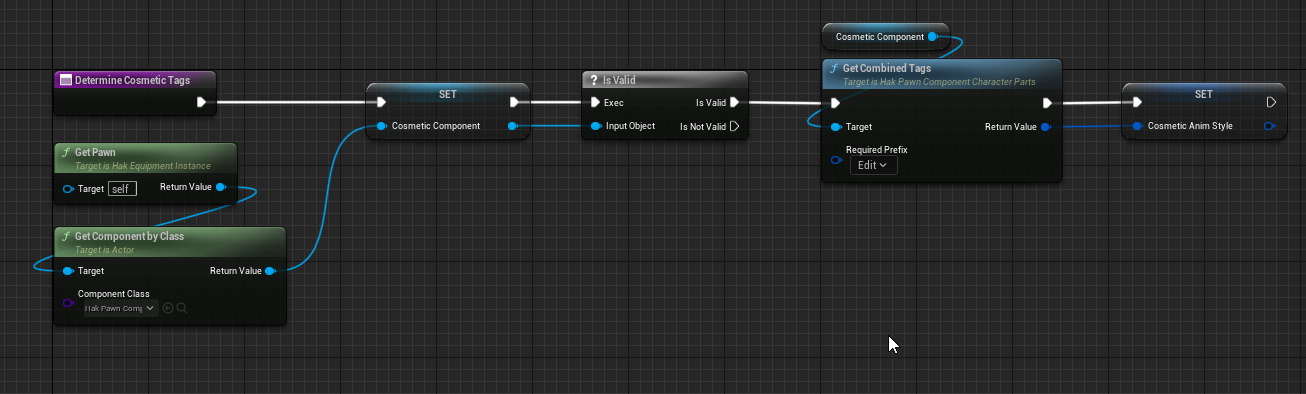 Determine Cosmetic Tags
SET
Cosmetic Component
Is Valid
Exec
Is Valid
Input Object
Is Not Valid
Cosmetic Component
Get Combined Tags
Target is Hak Pawn Component Character Parts
Target
Return Value
Required Prefix
Edit
SET
Cosmetic Anim Style
Get Pawn
Target is Hak Equipment Instance
Target
self
Return Value
Get Component by Class
Target is Actor
Target
Return Value
Component Class
Hak Pawn Comp